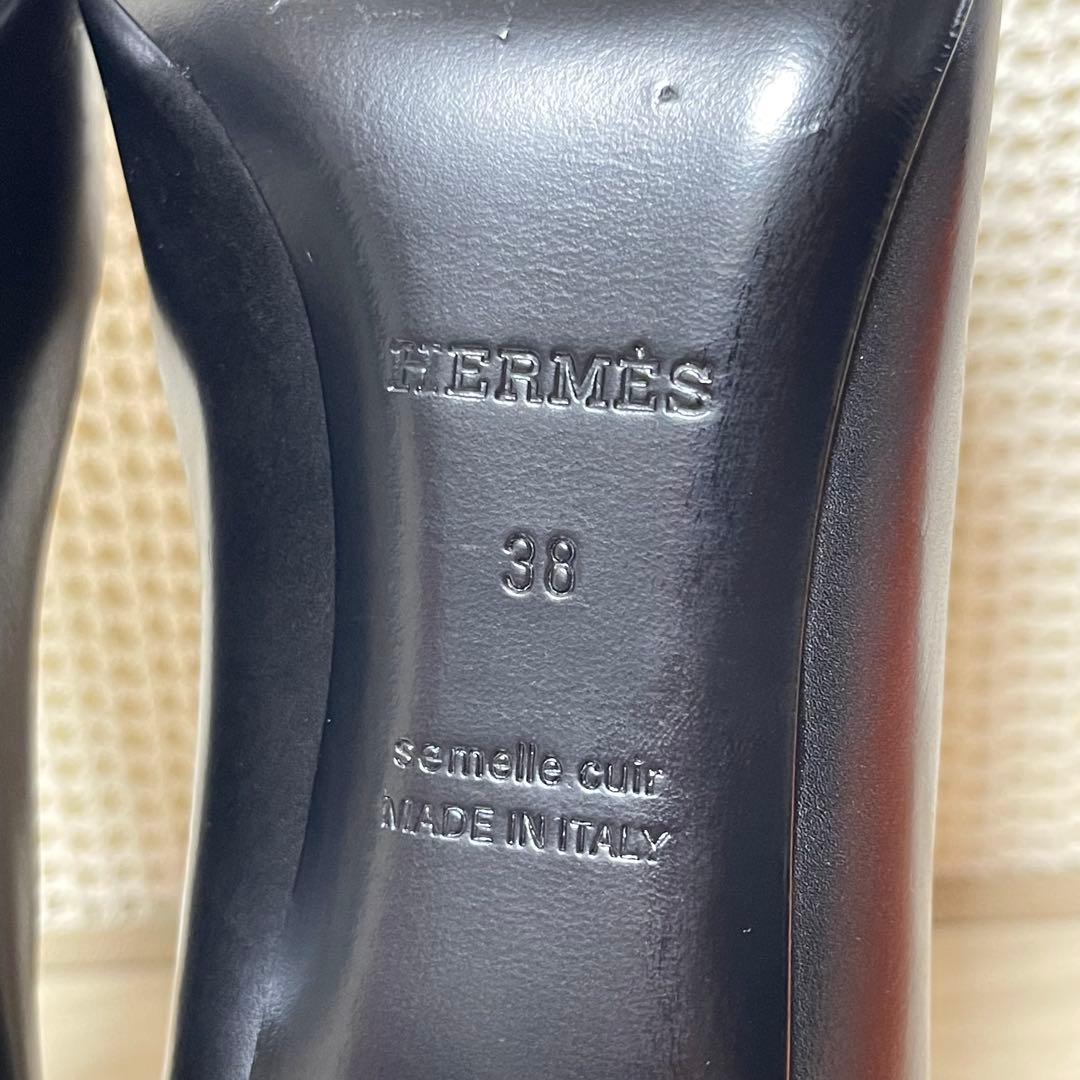 HERMÈS
38
semelle cuir
MADE IN ITALY